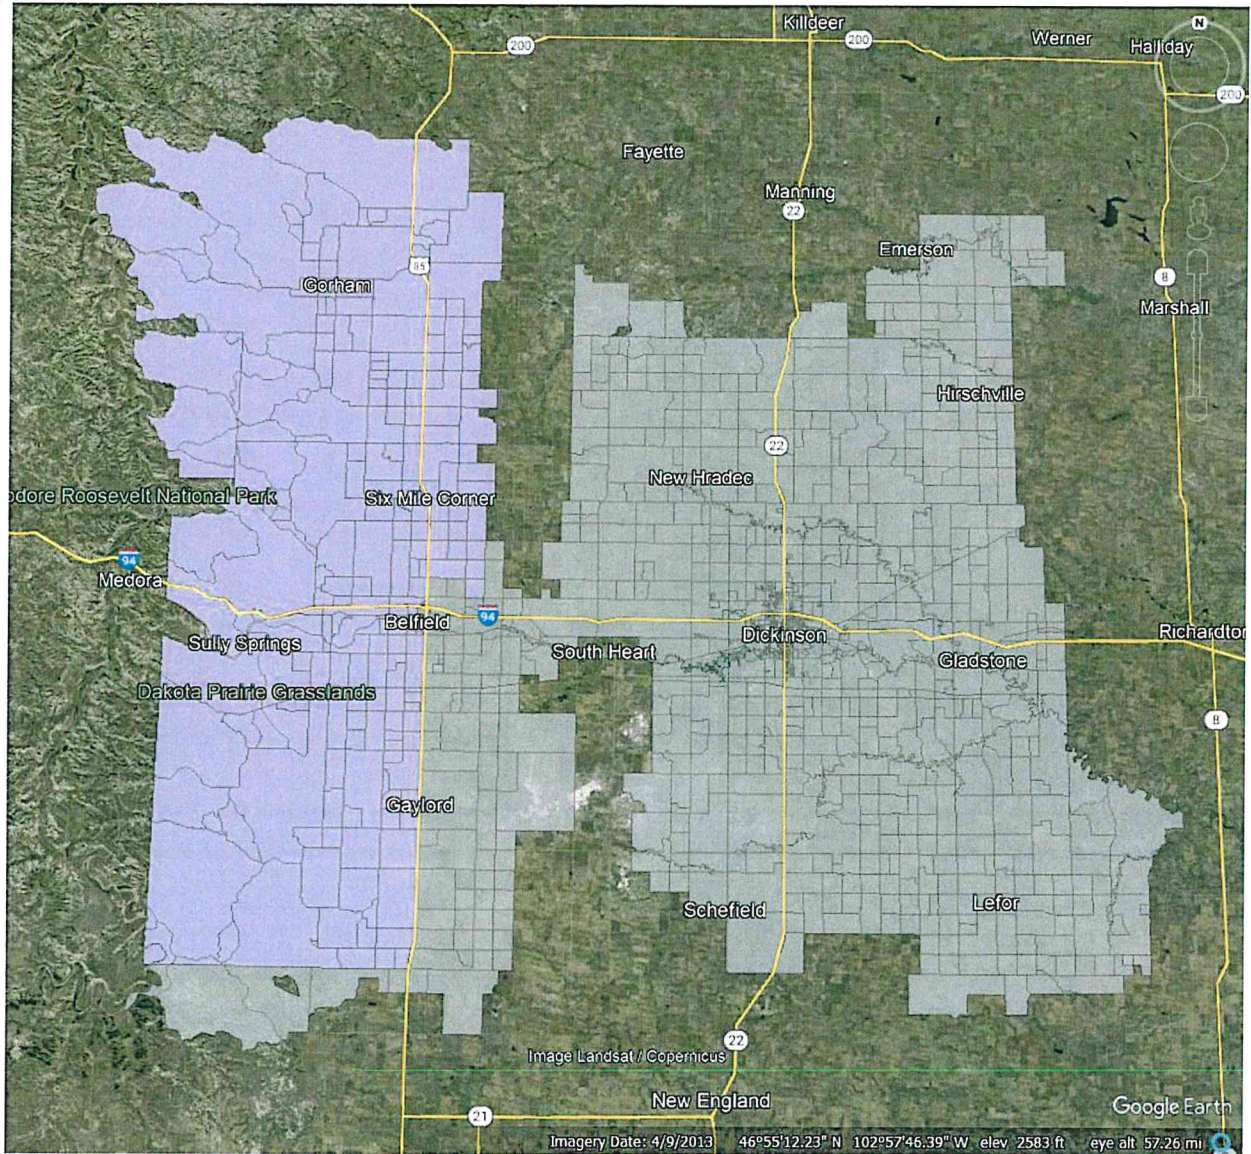 Killdeer
200
200
Werner
Halliday
N
200
Fayette
Manning
22
Emerson
85
Gorham
8
Marshall
Hirschville
22
New Hradec
odore Roosevelt National Park
Six Mile Corner
94
Medora
94
Belfield
Sully Springs
South Heart
Dickinson
Gladstone
Richardton
Dakota Prairie Grasslands
8
Gaylord
Schefield
Lefor
22
Image Landsat / Copernicus
New England
21
Google Earth
Imagery Date: 4/9/2013 46°55'12.23" N 102°57'46.39" W elev 2583 ft eye alt 57.26 mi